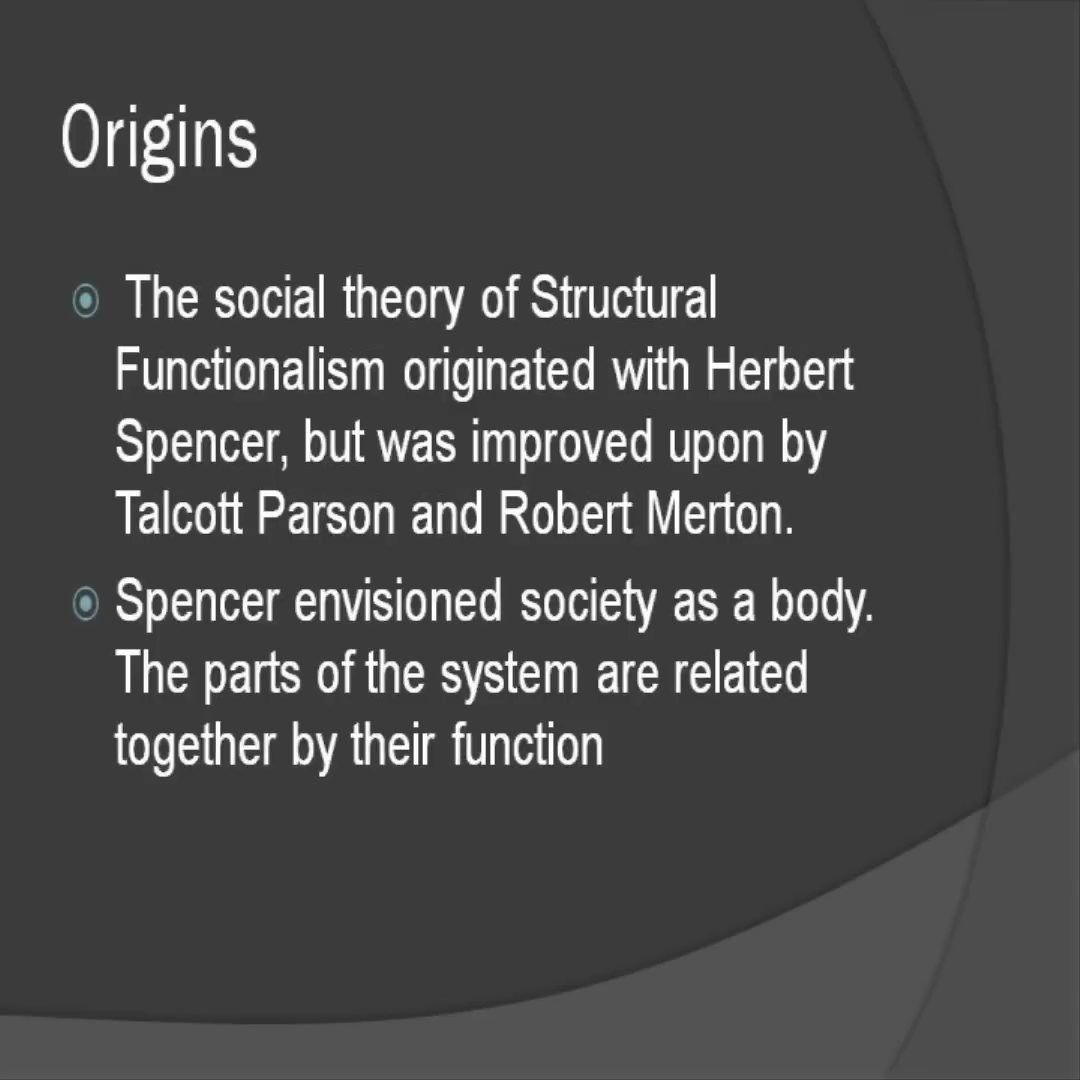 Origins
The social theory of Structural
Functionalism originated with Herbert
Spencer, but was improved upon by
Talcott Parson and Robert Merton.
Spencer envisioned society as a body.
The parts of the system are related
together by their function